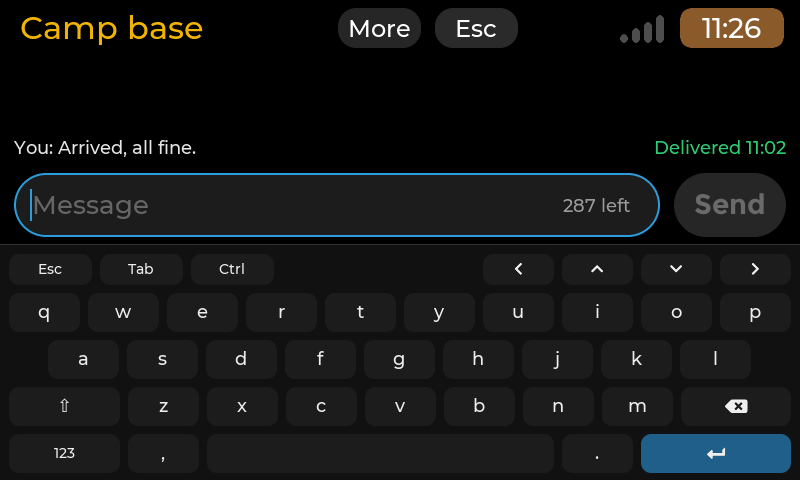 Camp base More Esc 11:26
You: Arrived, all fine. Delivered 11:02
Message 287 left Send
Esc Tab Ctrl
q w e r t y u i o p
a s d f g h j k l
⇧ z x c v b n m
123 , .